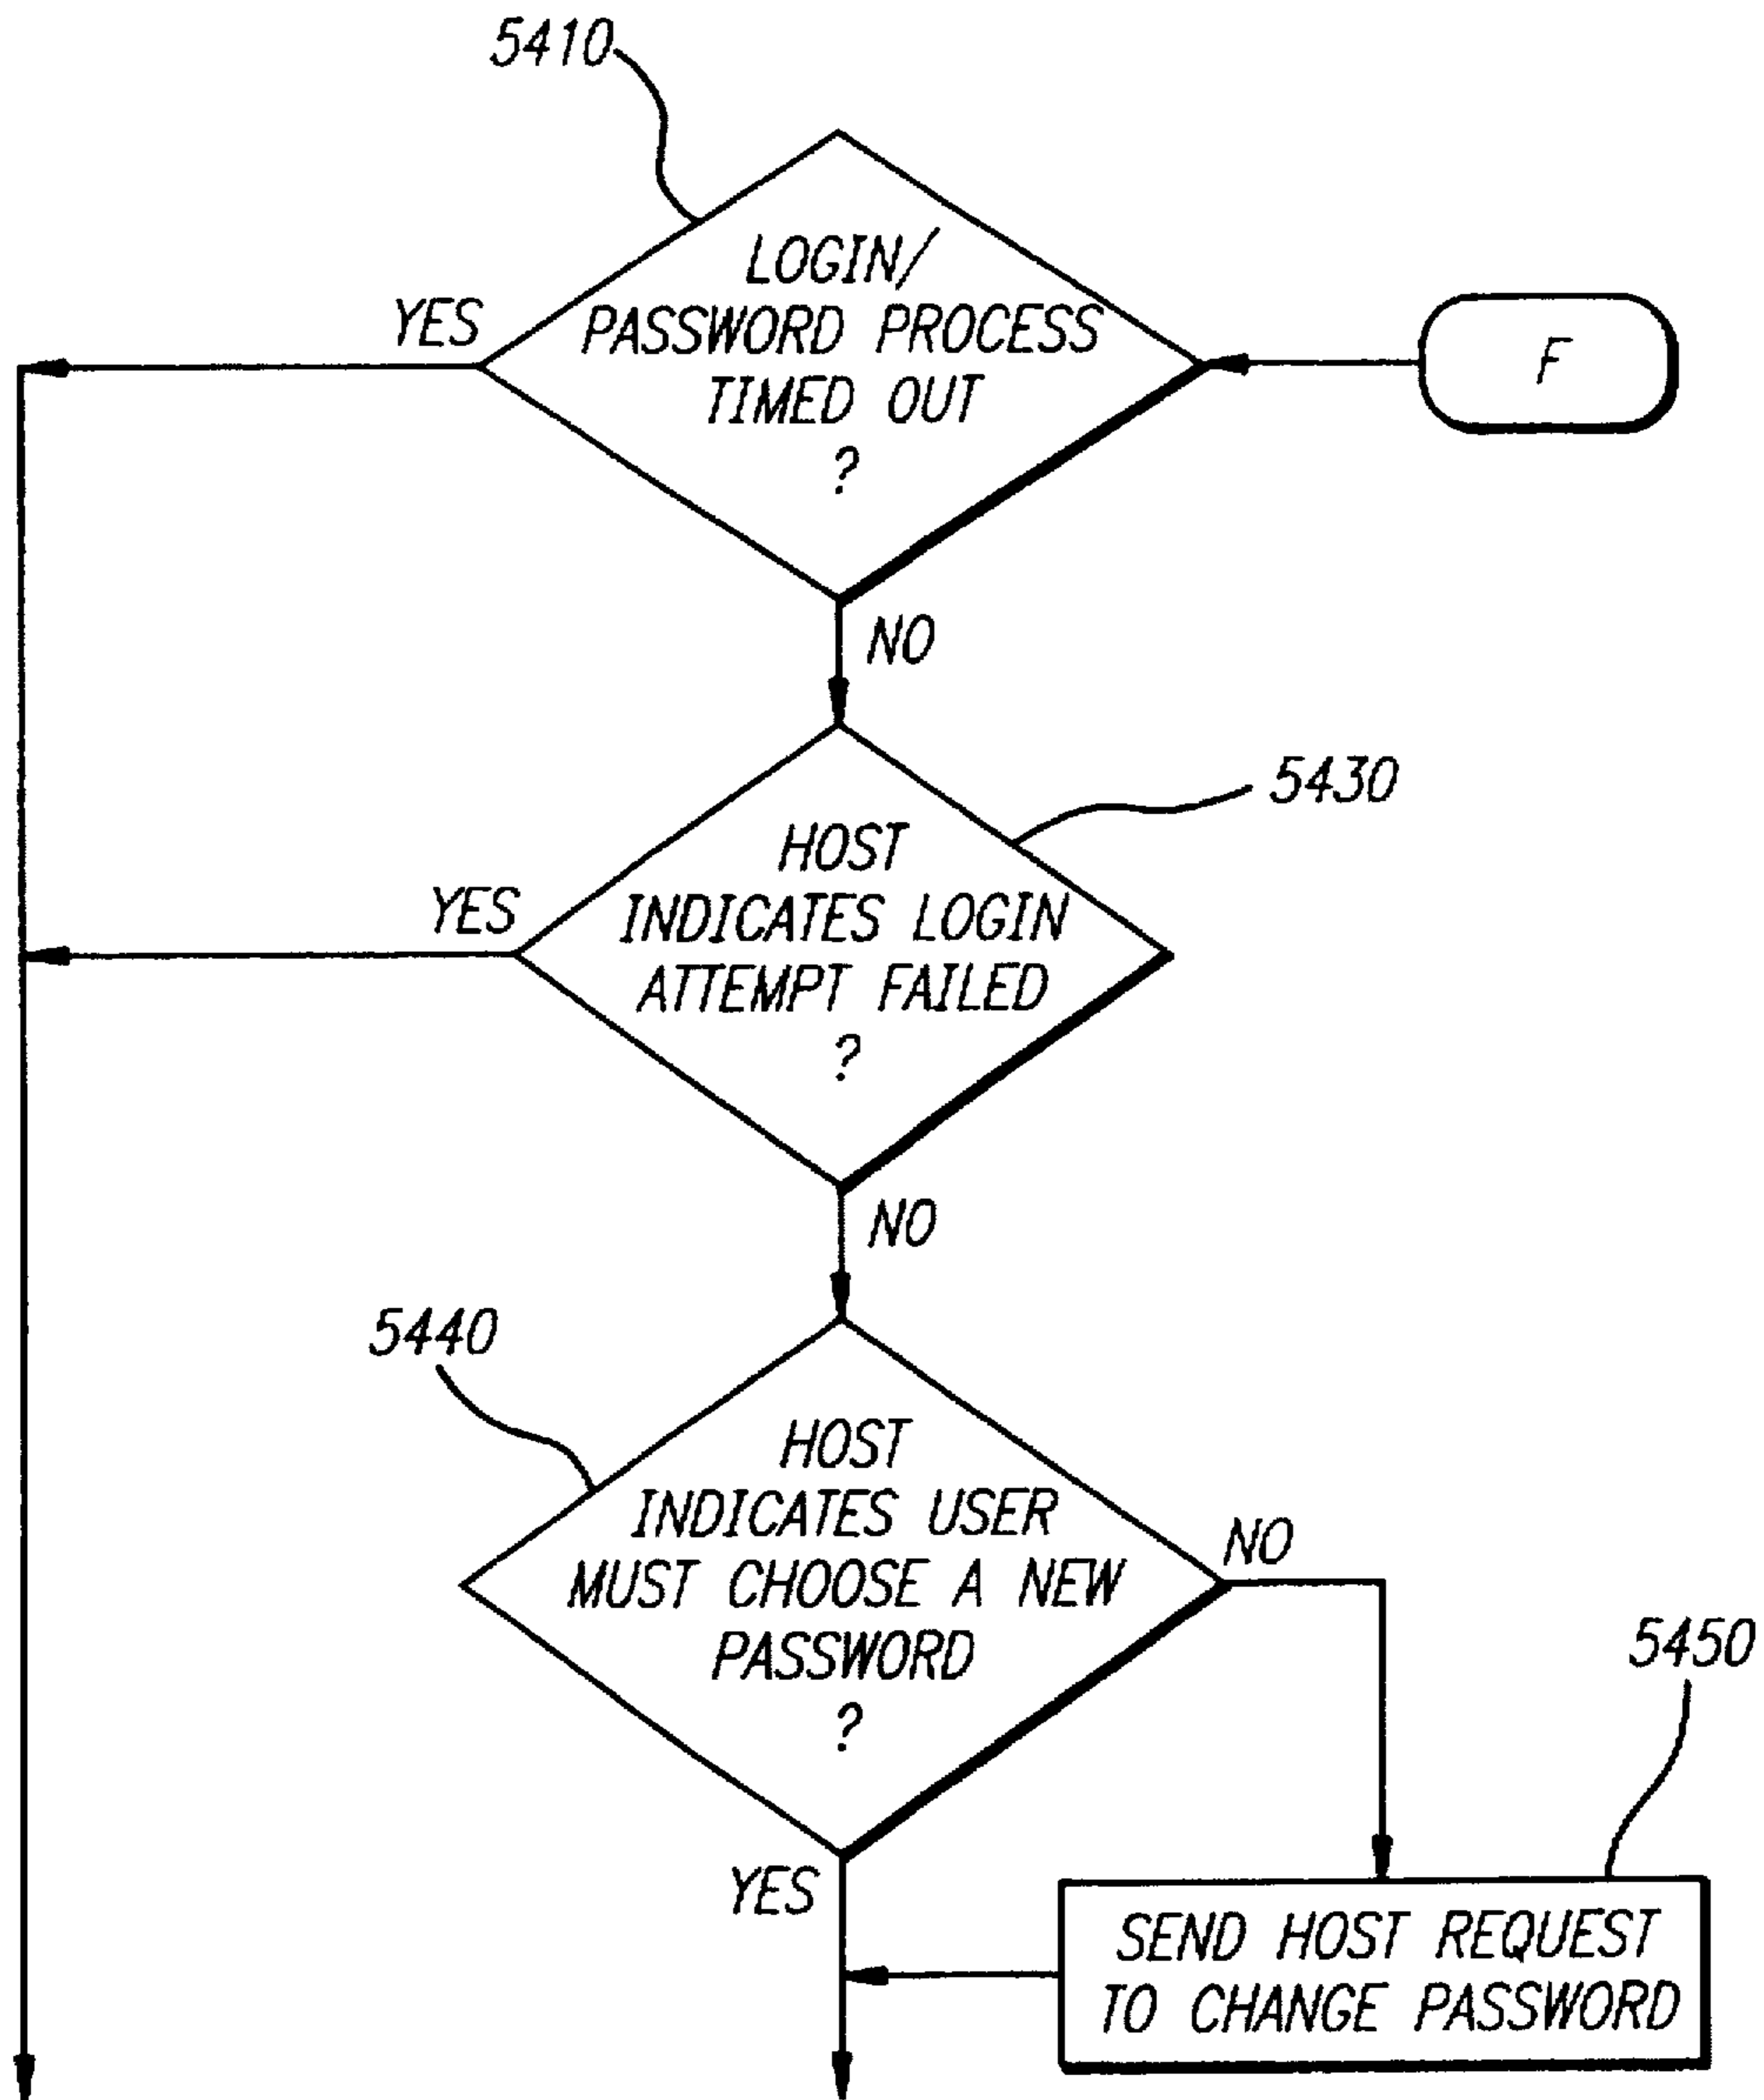 5410
LOGIN/
PASSWORD PROCESS
TIMED OUT
?
YES
F
NO
5430
HOST
INDICATES LOGIN
ATTEMPT FAILED
?
YES
NO
5440
HOST
INDICATES USER
MUST CHOOSE A NEW
PASSWORD
?
NO
5450
YES
SEND HOST REQUEST
TO CHANGE PASSWORD